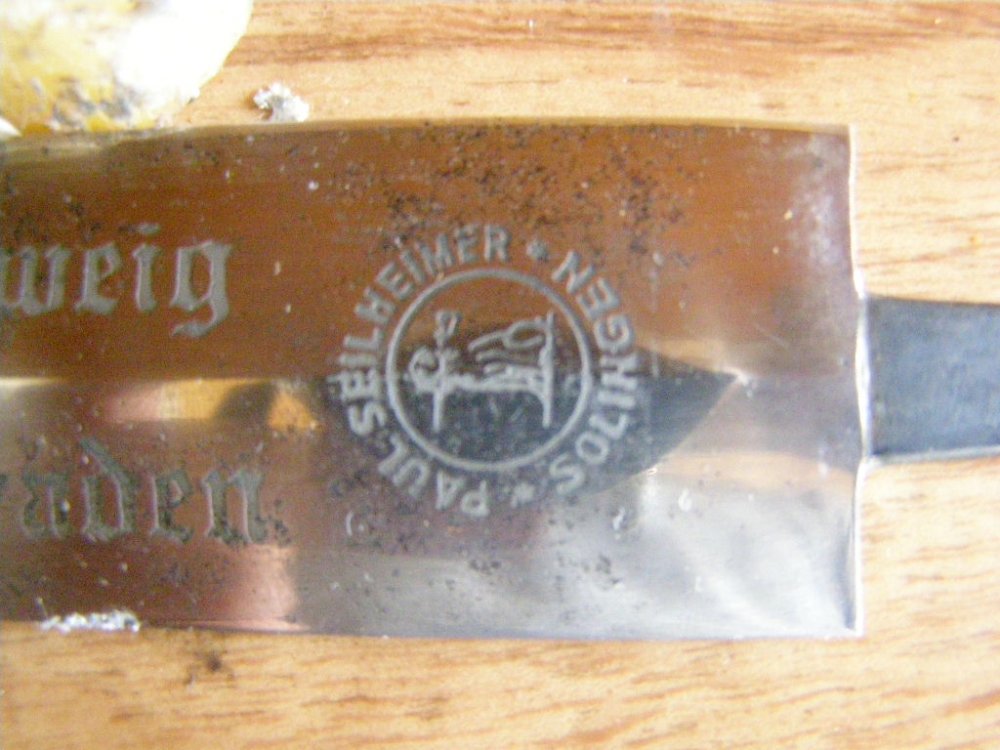 weig
aden.
PAUL·SEILHEIMER * SOLINGEN *